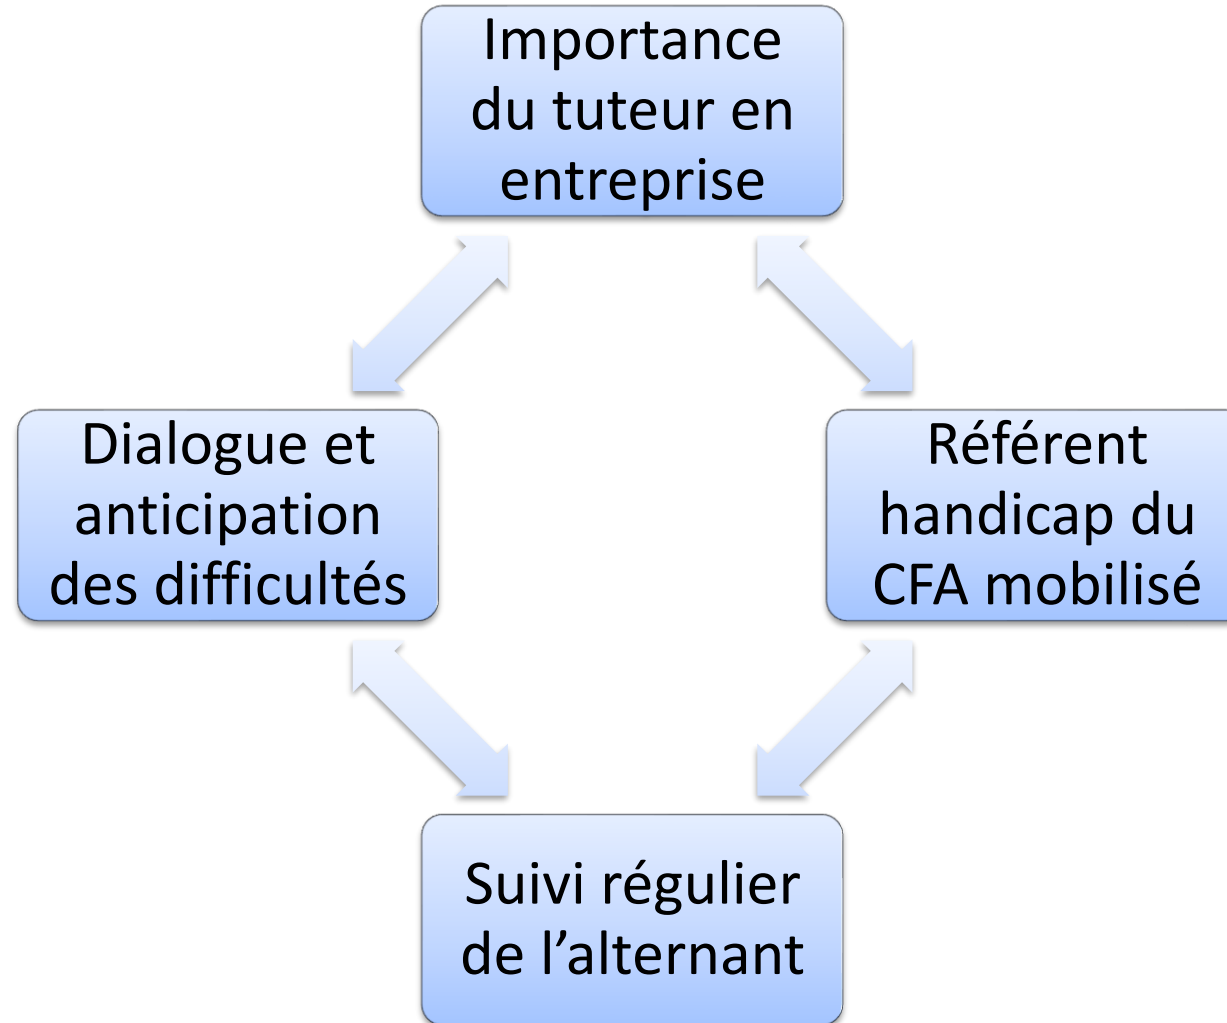 Importance
du tuteur en
entreprise
Dialogue et
anticipation
des difficultés
Référent
handicap du
CFA mobilisé
Suivi régulier
de l’alternant